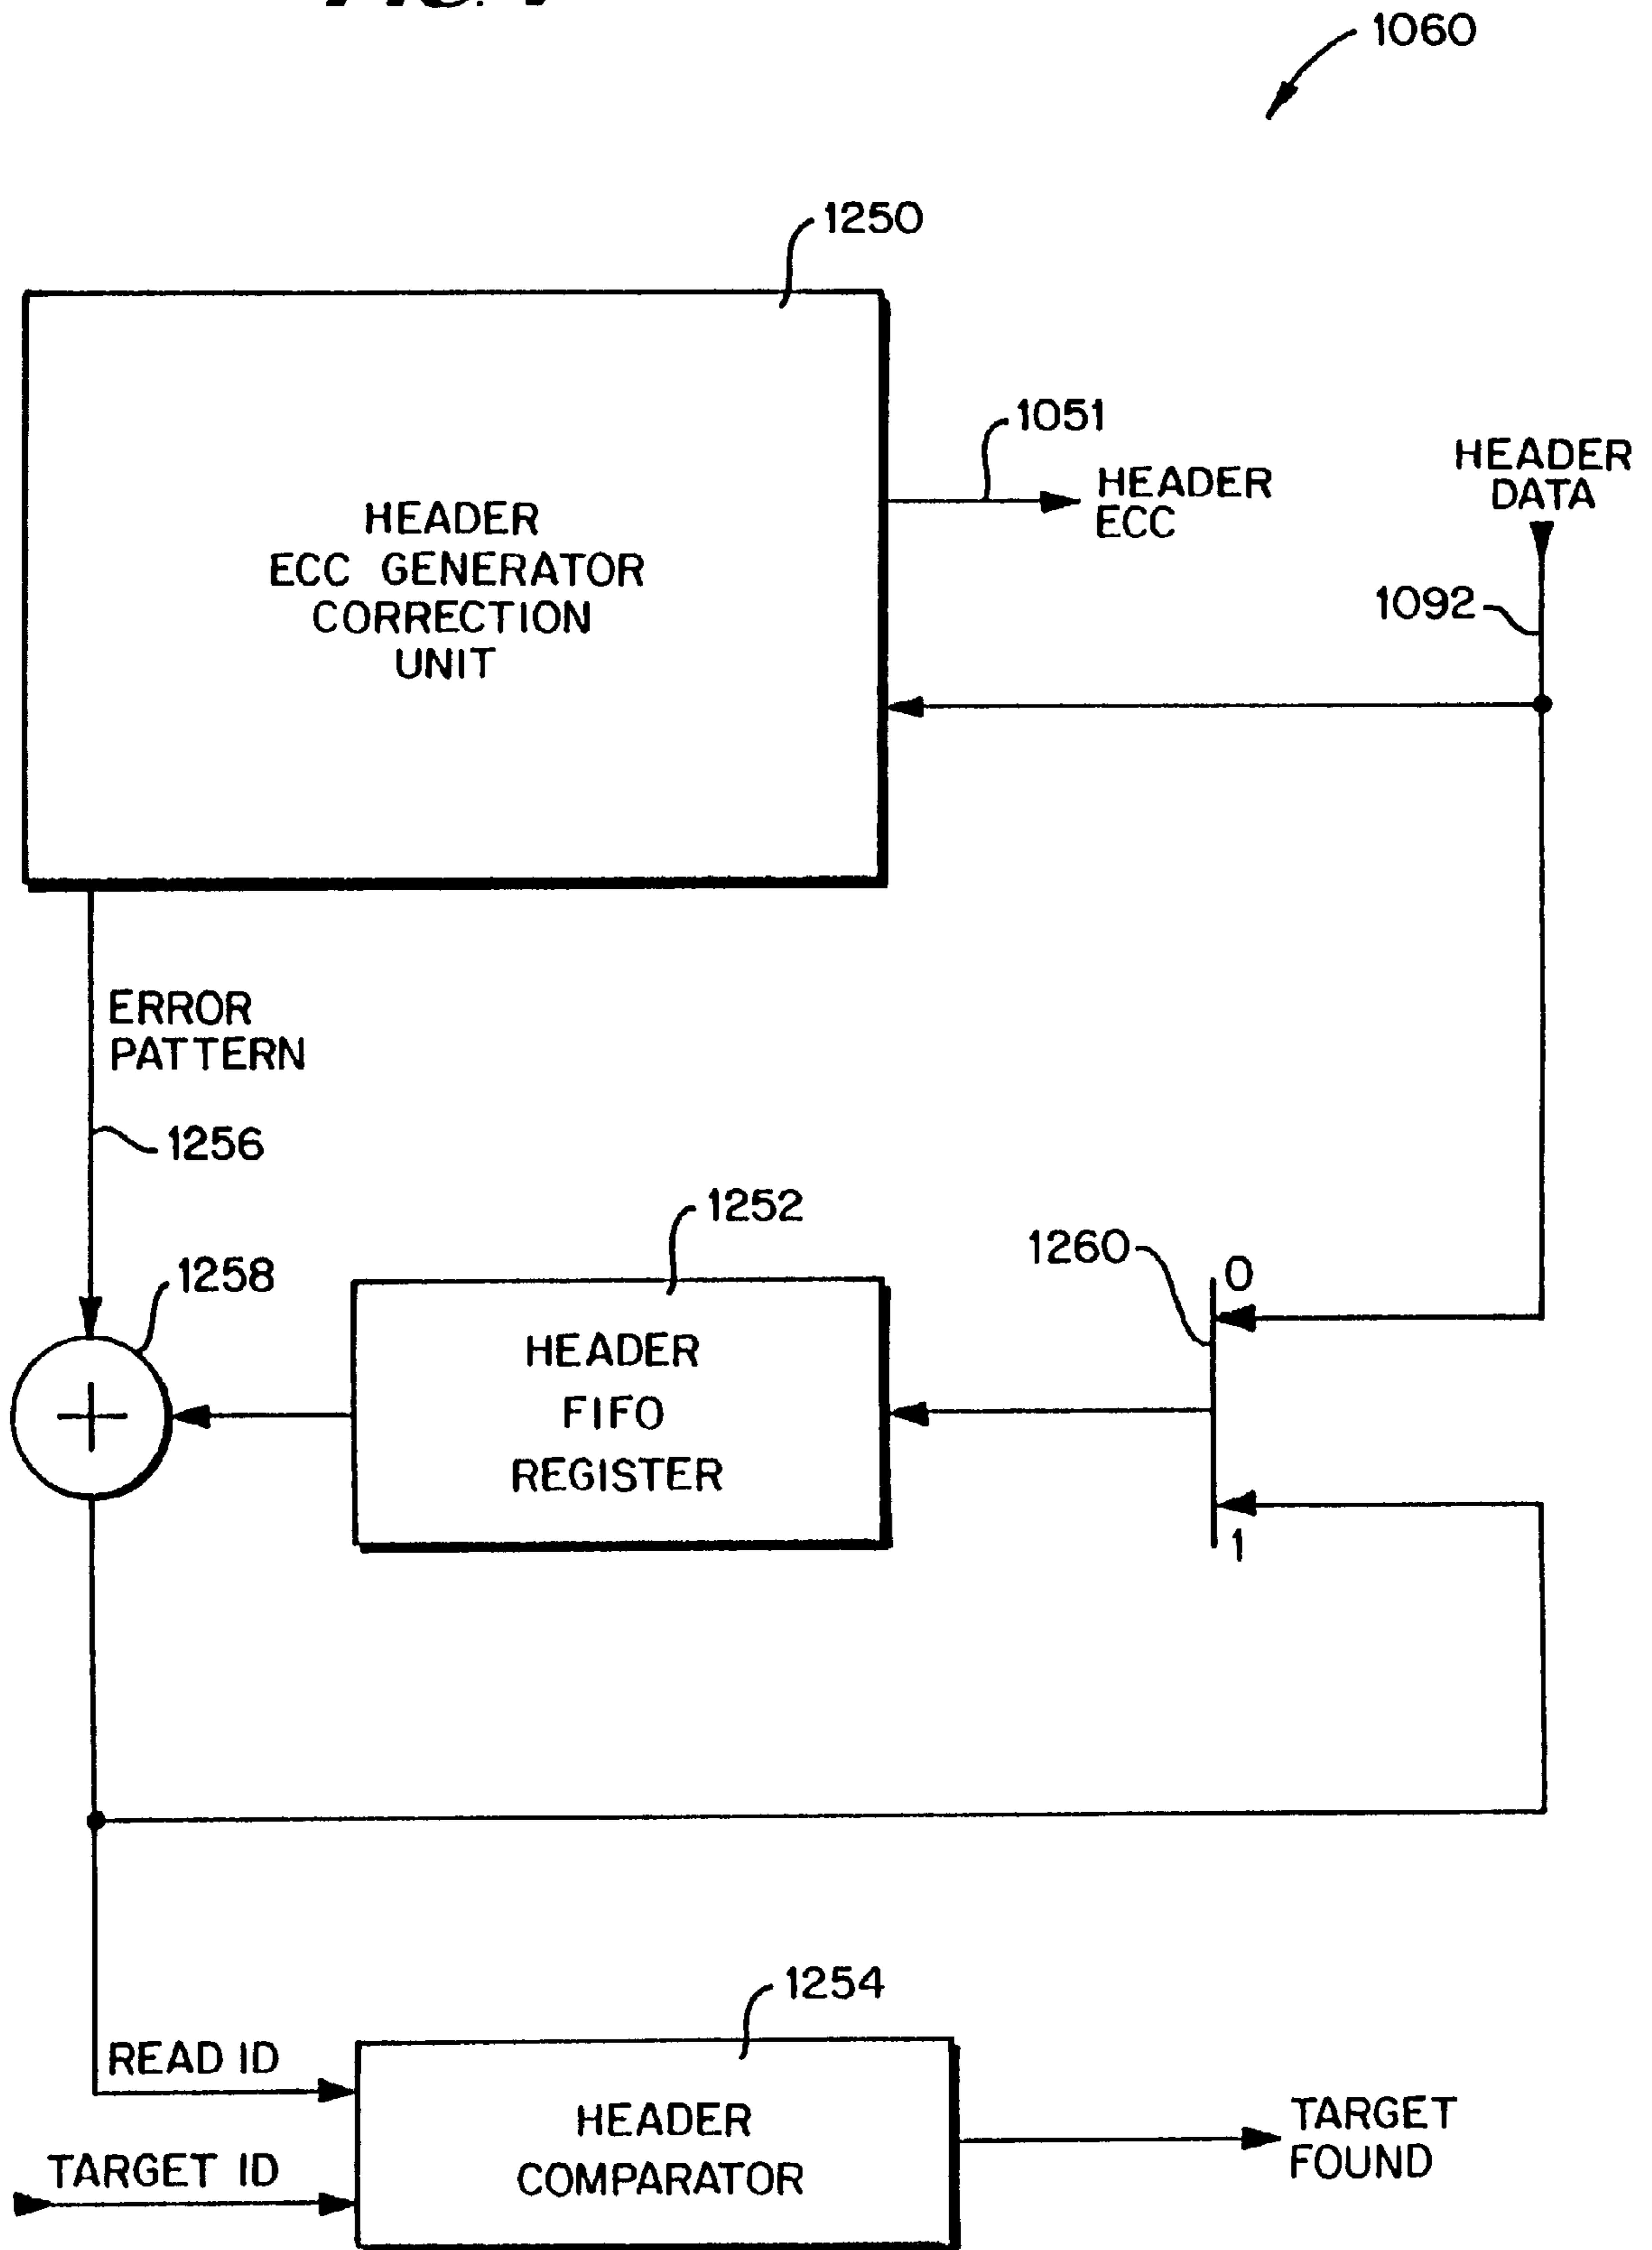 1060
1250
1051
HEADER
ECC
HEADER
DATA
1092
HEADER
ECC GENERATOR
CORRECTION
UNIT
ERROR
PATTERN
1256
1258
1252
1260
0
1
HEADER
FIFO
REGISTER
1254
READ ID
TARGET ID
HEADER
COMPARATOR
TARGET
FOUND